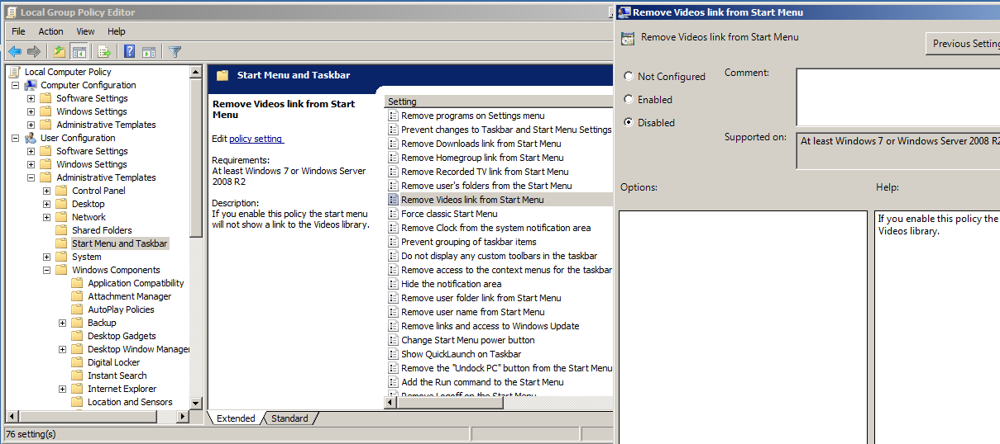 Local Group Policy Editor
File Action View Help
Local Computer Policy
Computer Configuration
Software Settings
Windows Settings
Administrative Templates
User Configuration
Software Settings
Windows Settings
Administrative Templates
Control Panel
Desktop
Network
Shared Folders
Start Menu and Taskbar
System
Windows Components
Application Compatibility
Attachment Manager
AutoPlay Policies
Backup
Desktop Gadgets
Desktop Window Manager
Digital Locker
Instant Search
Internet Explorer
Location and Sensors
Start Menu and Taskbar
Remove Videos link from Start
Menu
Edit policy setting
Requirements:
At least Windows 7 or Windows Server
2008 R2
Description:
If you enable this policy the start menu
will not show a link to the Videos library.
Setting
Remove programs on Settings menu
Prevent changes to Taskbar and Start Menu Settings
Remove Downloads link from Start Menu
Remove Homegroup link from Start Menu
Remove Recorded TV link from Start Menu
Remove user's folders from the Start Menu
Remove Videos link from Start Menu
Force classic Start Menu
Remove Clock from the system notification area
Prevent grouping of taskbar items
Do not display any custom toolbars in the taskbar
Remove access to the context menus for the taskbar
Hide the notification area
Remove user folder link from Start Menu
Remove user name from Start Menu
Remove links and access to Windows Update
Change Start Menu power button
Show QuickLaunch on Taskbar
Remove the "Undock PC" button from the Start Menu
Add the Run command to the Start Menu
Remove Logoff on the Start Menu
Extended Standard
76 setting(s)
Remove Videos link from Start Menu
Remove Videos link from Start Menu
Previous Setting
Not Configured
Enabled
Disabled
Comment:
Supported on:
At least Windows 7 or Windows Server 2008 R2
Options:
Help:
If you enable this policy the
Videos library.